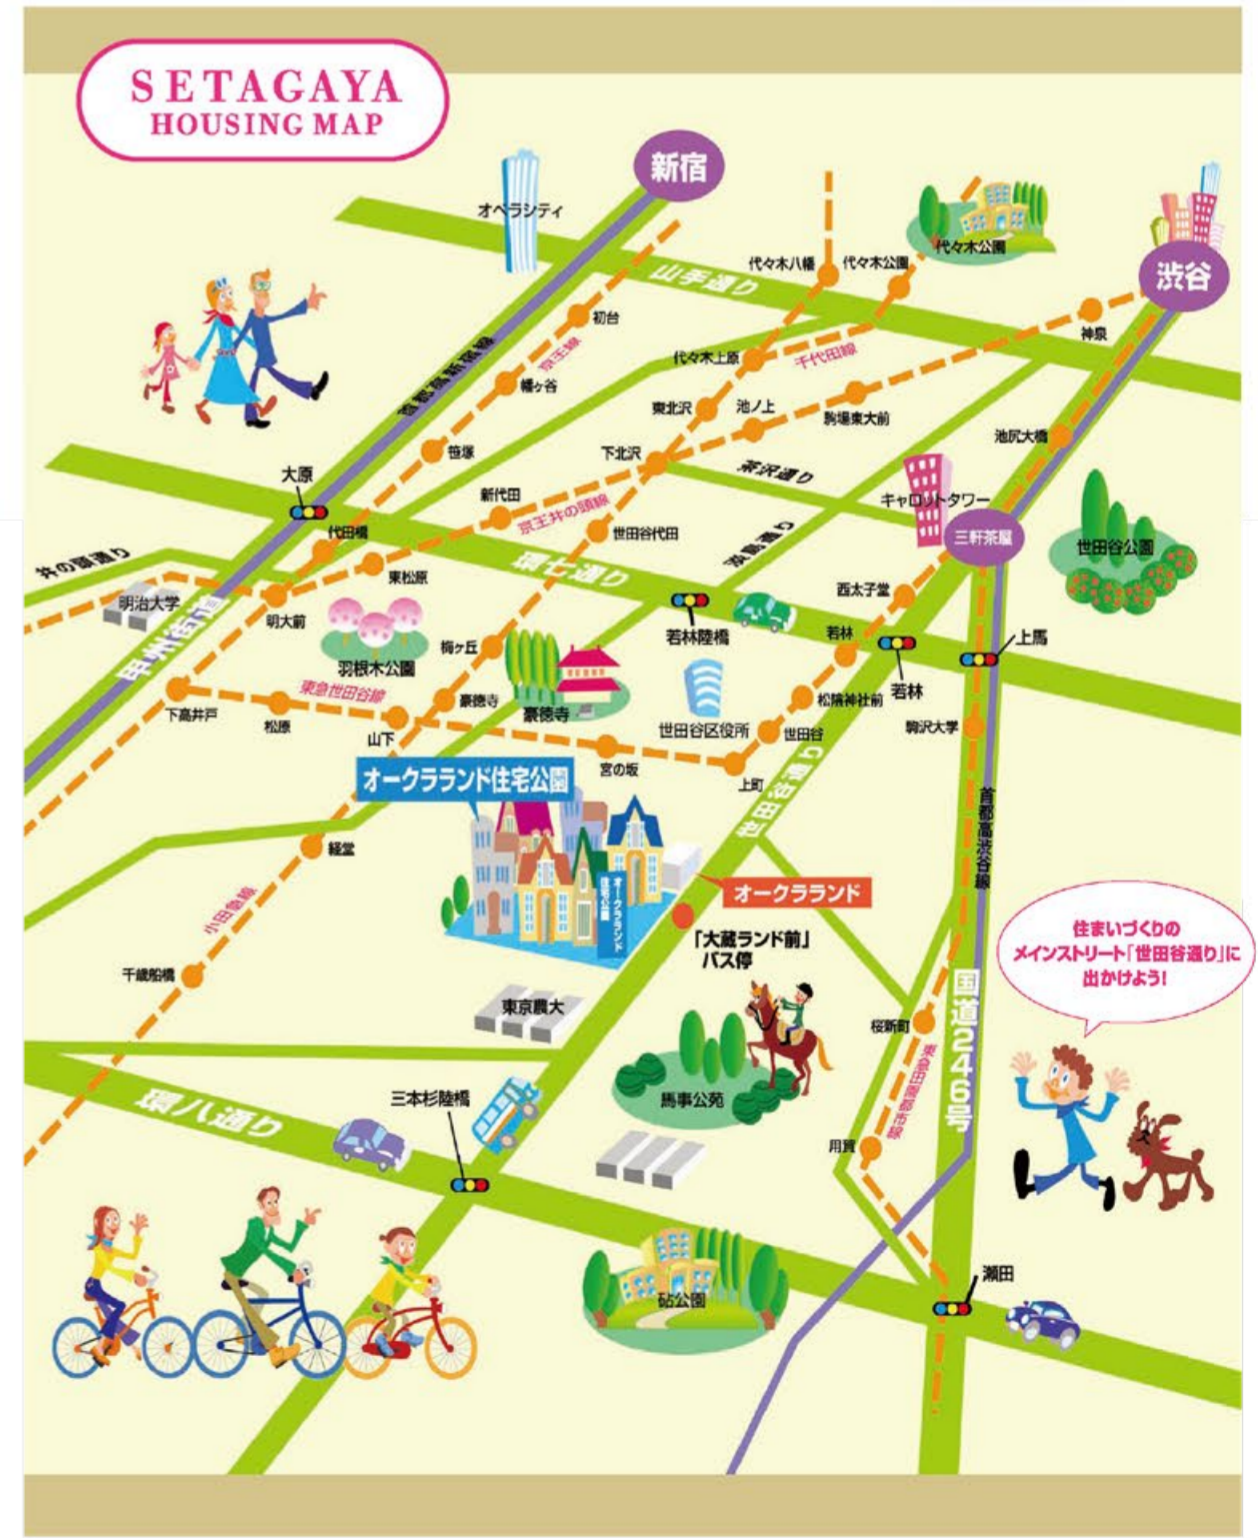 SETAGAYA
HOUSING MAP
新宿
オペラシティ
代々木八幡
代々木公園
代々木公園
渋谷
山手通り
初台
神泉
京王線
代々木上原
千代田線
首都高新宿線
幡ヶ谷
東北沢
池ノ上
駒場東大前
池尻大橋
笹塚
下北沢
茶沢通り
大原
新代田
京王井の頭線
キャロットタワー
代田橋
世田谷代田
淡島通り
三軒茶屋
世田谷公園
井の頭通り
環七通り
東松原
明治大学
西太子堂
明大前
若林陸橋
若林
上馬
甲州街道
羽根木公園
梅ヶ丘
東急世田谷線
豪徳寺
豪徳寺
若林
松陰神社前
下高井戸
松原
山下
世田谷区役所
世田谷
駒沢大学
宮の坂
上町
オークラランド住宅公園
世田谷通り
首都高渋谷線
経堂
オークラランド
住宅公園
オークラランド
小田急線
「大蔵ランド前」
バス停
住まいづくりの
メインストリート「世田谷通り」に
出かけよう!
千歳船橋
東京農大
国道246号
桜新町
東急田園都市線
環八通り
三本杉陸橋
馬事公苑
用賀
瀬田
砧公園